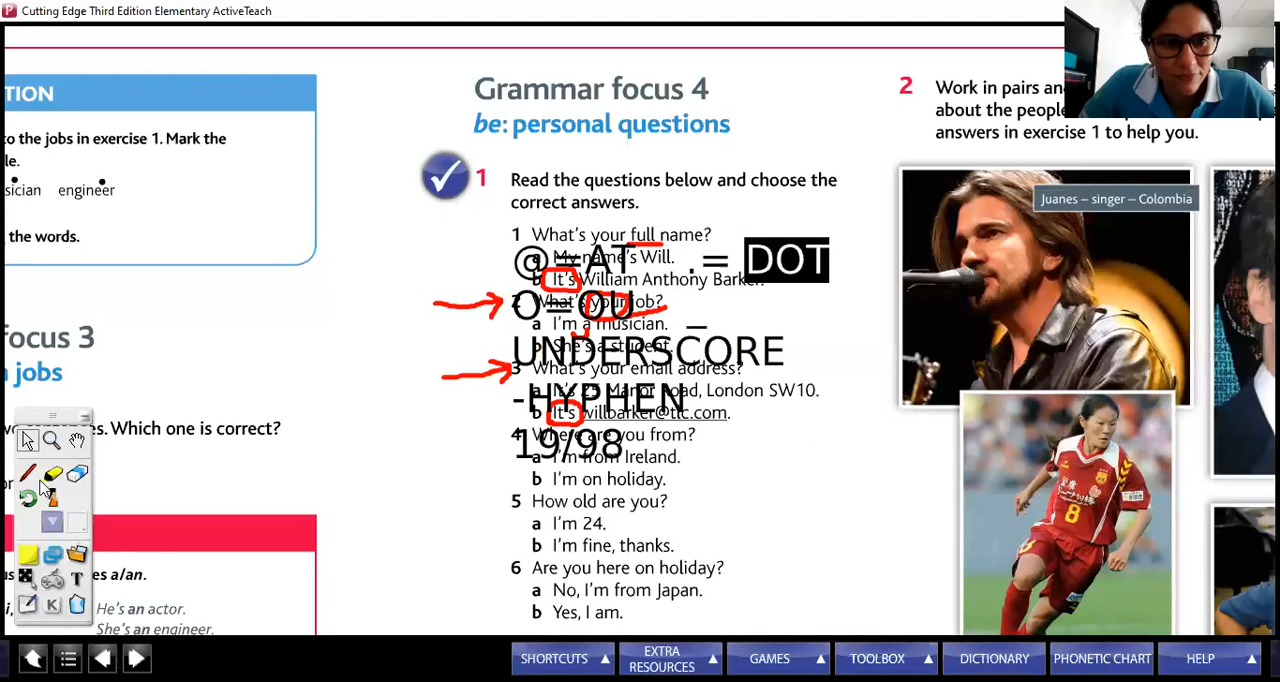 Cutting Edge Third Edition Elementary ActiveTeach
TION
to the jobs in exercise 1. Mark the
le.
sician engineer
the words.
focus 3
jobs
Which one is correct?
es a/an.
He's an actor.
She's an engineer.
Grammar focus 4
be: personal questions
1 Read the questions below and choose the
correct answers.
1 What's your full name?
a My name's Will.
b It's William Anthony Barker.
2 What's your job?
a I'm a musician.
b She's a student.
3 What's your email address?
a It's 25 Manor Road, London SW10.
b It's willbarker@tlc.com.
4 Where are you from?
a I'm from Ireland.
b I'm on holiday.
5 How old are you?
a I'm 24.
b I'm fine, thanks.
6 Are you here on holiday?
a No, I'm from Japan.
b Yes, I am.
@=AT .= DOT
O=OU
_
UNDERSCORE
-HYPHEN
19/98
2 Work in pairs an
about the people
answers in exercise 1 to help you.
Juanes – singer – Colombia
8
SHORTCUTS
EXTRA
RESOURCES
GAMES
TOOLBOX
DICTIONARY
PHONETIC CHART
HELP